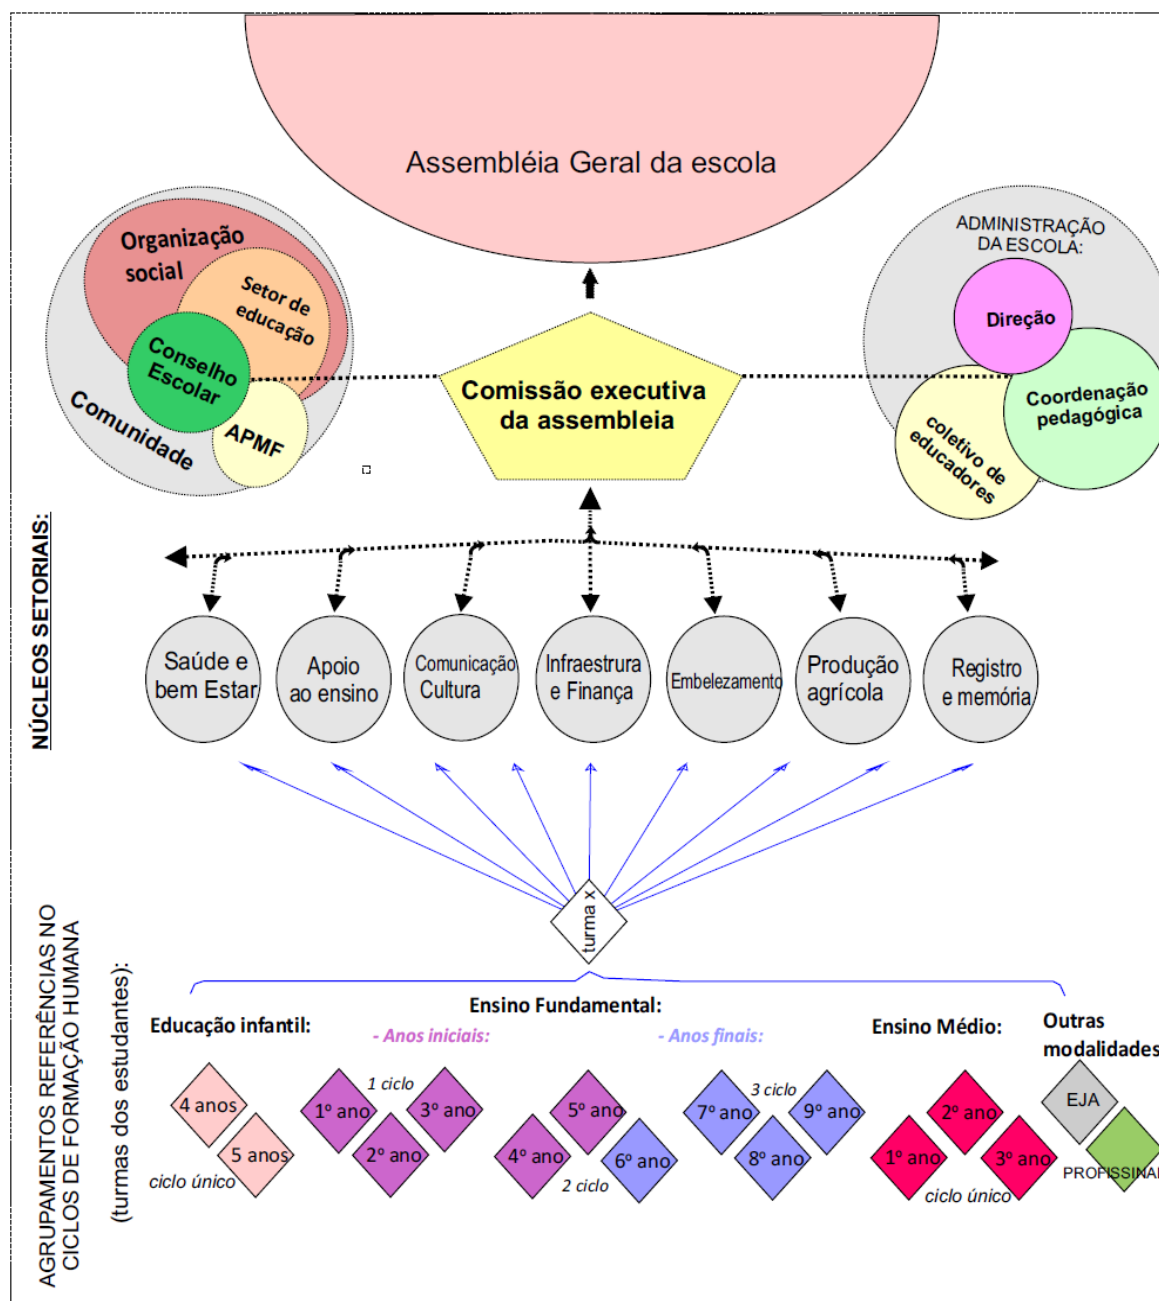 Assembléia Geral da escola
Organização
social
Setor de
educação
Conselho
Escolar
APMF
Comunidade
Comissão executiva
da assembleia
ADMINISTRAÇÃO
DA ESCOLA:
Direção
Coordenação
pedagógica
coletivo de
educadores
NÚCLEOS SETORIAIS:
Saúde e
bem Estar
Apoio
ao ensino
Comunicação
Cultura
Infraestrura
e Finança
Embelezamento
Produção
agrícola
Registro
e memória
turma x
AGRUPAMENTOS REFERÊNCIAS NO
CICLOS DE FORMAÇÃO HUMANA
(turmas dos estudantes):
Educação infantil:
4 anos
5 anos
ciclo único
Ensino Fundamental:
- Anos iniciais:
1 ciclo
1º ano
2º ano
3º ano
4º ano
5º ano
6º ano
2 ciclo
- Anos finais:
3 ciclo
7º ano
8º ano
9º ano
Ensino Médio:
1º ano
2º ano
3º ano
ciclo único
Outras
modalidades
EJA
PROFISSINAL